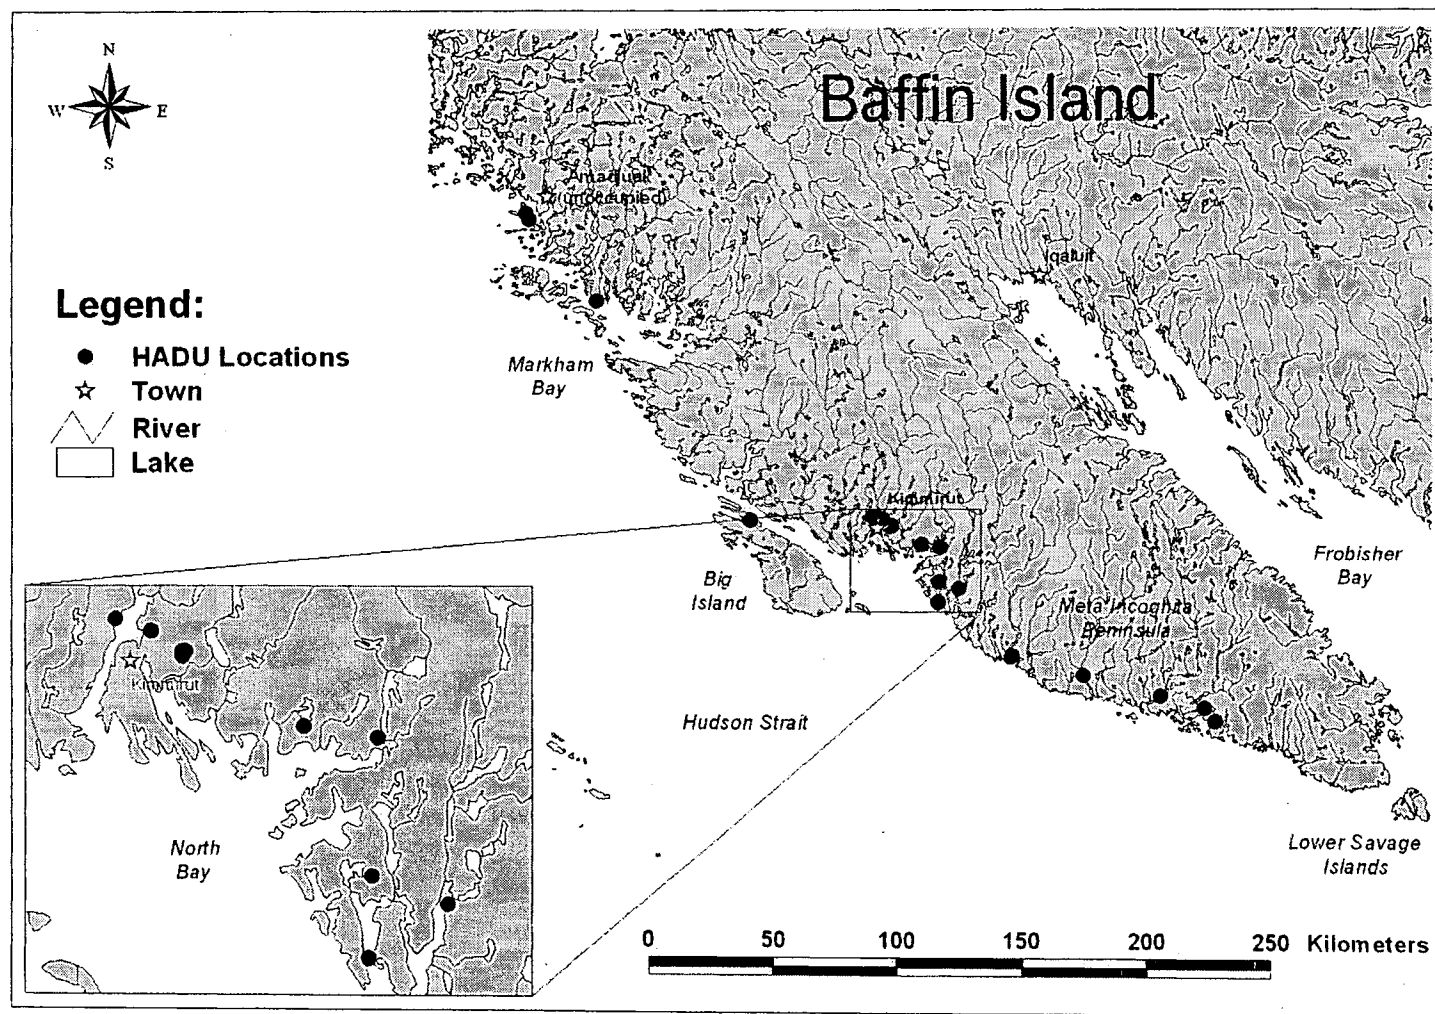 N
W E
S
Baffin Island
Amadjuak
(unoccupied)
Iqaluit
Legend:
HADU Locations
Town
River
Lake
Markham
Bay
Kimmirut
Big
Island
Frobisher
Bay
Meta Incognita
Peninsula
Hudson Strait
Kimmirut
North
Bay
Lower Savage
Islands
0 50 100 150 200 250 Kilometers